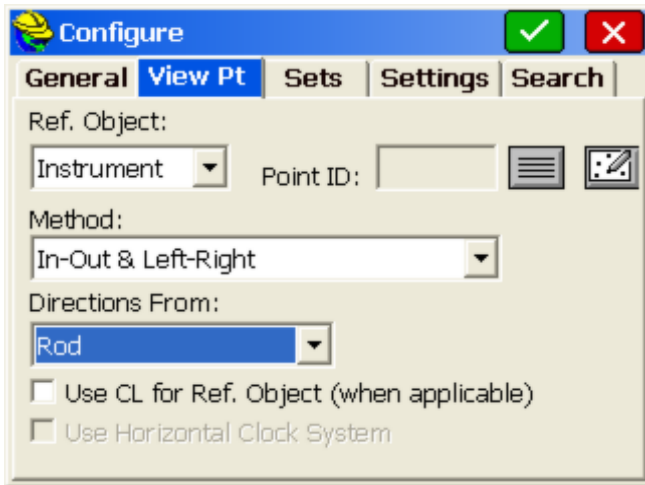 Configure
General View Pt Sets Settings Search
Ref. Object:
Instrument Point ID:
Method:
In-Out & Left-Right
Directions From:
Rod
Use CL for Ref. Object (when applicable)
Use Horizontal Clock System